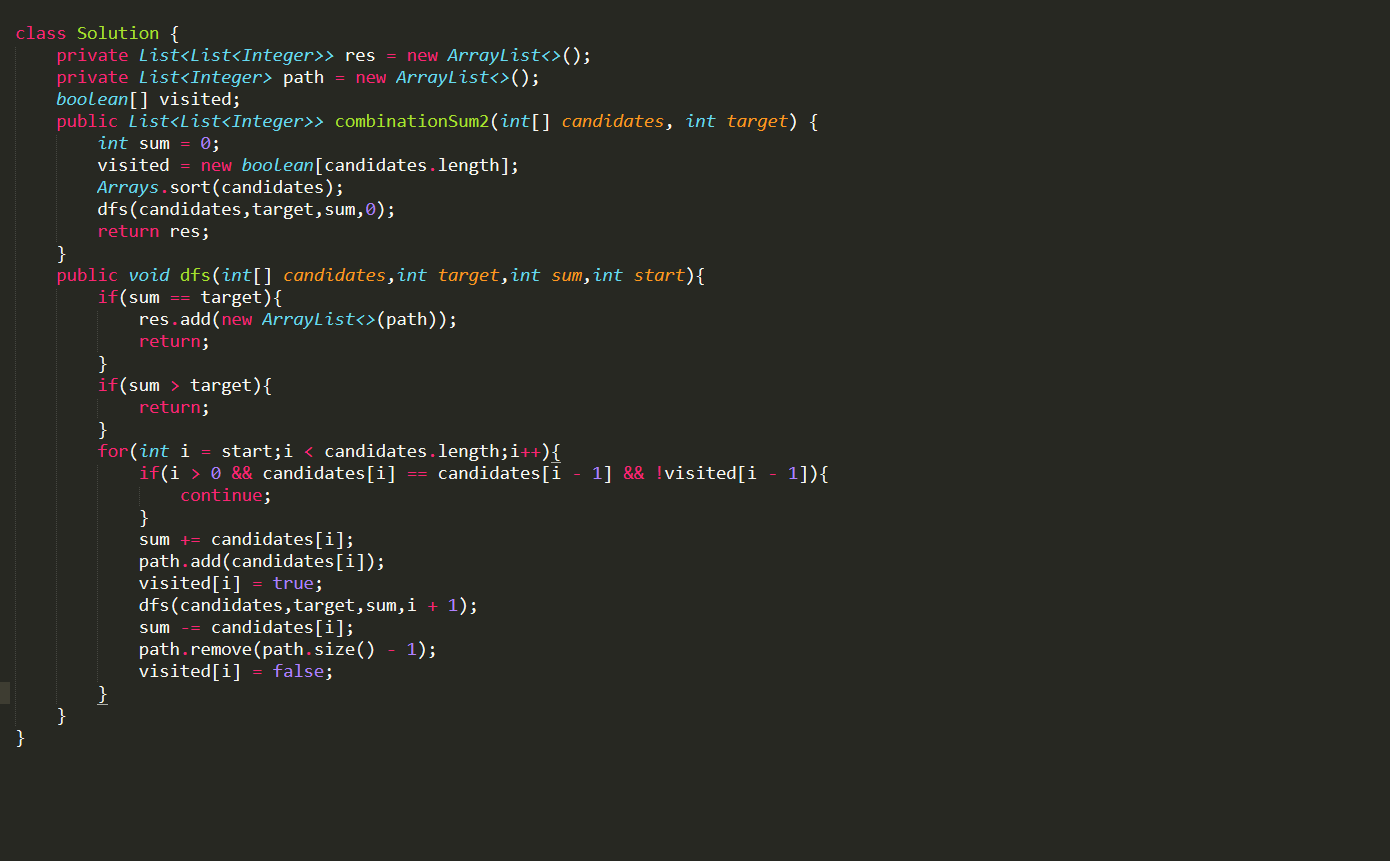 class Solution {
    private List<List<Integer>> res = new ArrayList<>();
    private List<Integer> path = new ArrayList<>();
    boolean[] visited;
    public List<List<Integer>> combinationSum2(int[] candidates, int target) {
        int sum = 0;
        visited = new boolean[candidates.length];
        Arrays.sort(candidates);
        dfs(candidates,target,sum,0);
        return res;
    }
    public void dfs(int[] candidates,int target,int sum,int start){
        if(sum == target){
            res.add(new ArrayList<>(path));
            return;
        }
        if(sum > target){
            return;
        }
        for(int i = start;i < candidates.length;i++){
            if(i > 0 && candidates[i] == candidates[i - 1] && !visited[i - 1]){
                continue;
            }
            sum += candidates[i];
            path.add(candidates[i]);
            visited[i] = true;
            dfs(candidates,target,sum,i + 1);
            sum -= candidates[i];
            path.remove(path.size() - 1);
            visited[i] = false;
        }
    }
}